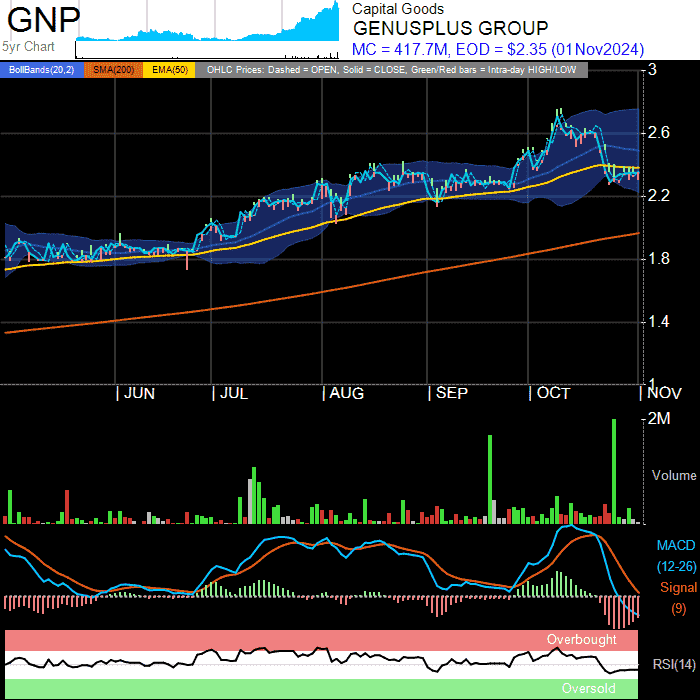 GNP
5yr Chart
Capital Goods
GENUSPLUS GROUP
MC = 417.7M, EOD = $2.35 (01Nov2024)
BollBands(20,2) SMA(200) EMA(50) OHLC Prices: Dashed = OPEN, Solid = CLOSE, Green/Red bars = Intra-day HIGH/LOW
3
2.6
2.2
1.8
1.4
1
| JUN | JUL | AUG | SEP | OCT | NOV
2M
Volume
MACD
(12-26)
Signal
(9)
Overbought
RSI(14)
Oversold